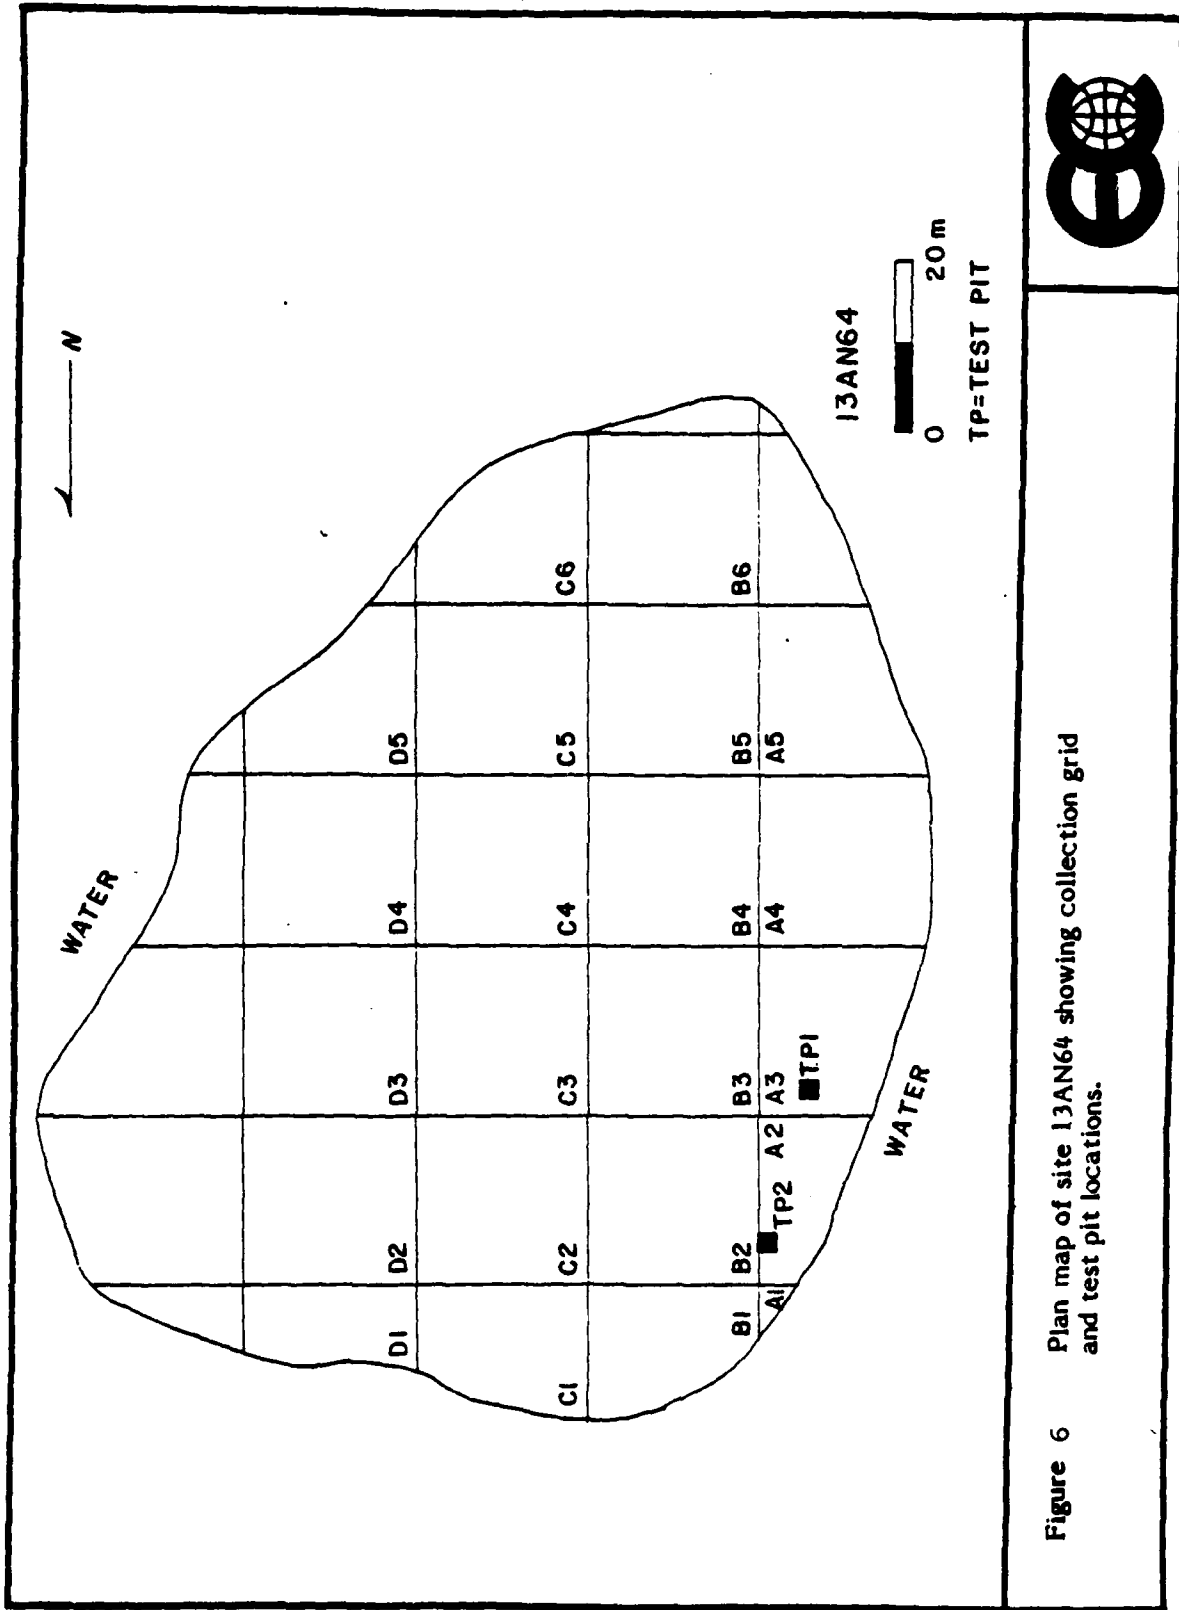 N
WATER
D1 D2 D3 D4 D5
C1 C2 C3 C4 C5 C6
B1 B2 B3 B4 B5 B6
A1 A2 A3 A4 A5
TP2
TP1
WATER
13AN64
0 20m
TP=TEST PIT
Figure 6 Plan map of site 13AN64 showing collection grid
and test pit locations.